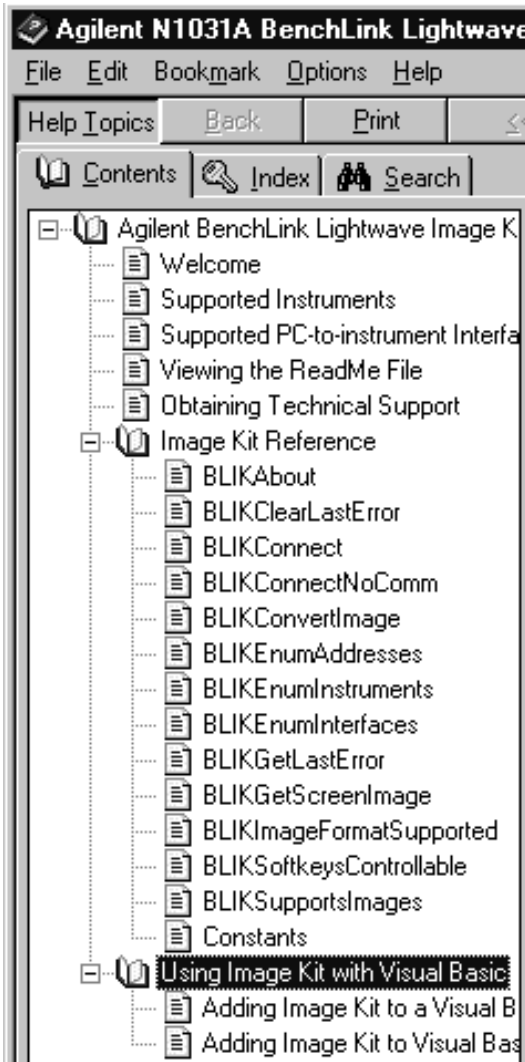 Agilent N1031A BenchLink Lightwave
File Edit Bookmark Options Help
Help Topics Back Print <<
Contents Index Search
Agilent BenchLink Lightwave Image K
Welcome
Supported Instruments
Supported PC-to-instrument Interfa
Viewing the ReadMe File
Obtaining Technical Support
Image Kit Reference
BLIKAbout
BLIKClearLastError
BLIKConnect
BLIKConnectNoComm
BLIKConvertImage
BLIKEnumAddresses
BLIKEnumInstruments
BLIKEnumInterfaces
BLIKGetLastError
BLIKGetScreenImage
BLIKImageFormatSupported
BLIKSoftkeysControllable
BLIKSupportsImages
Constants
Using Image Kit with Visual Basic
Adding Image Kit to a Visual B
Adding Image Kit to Visual Bas